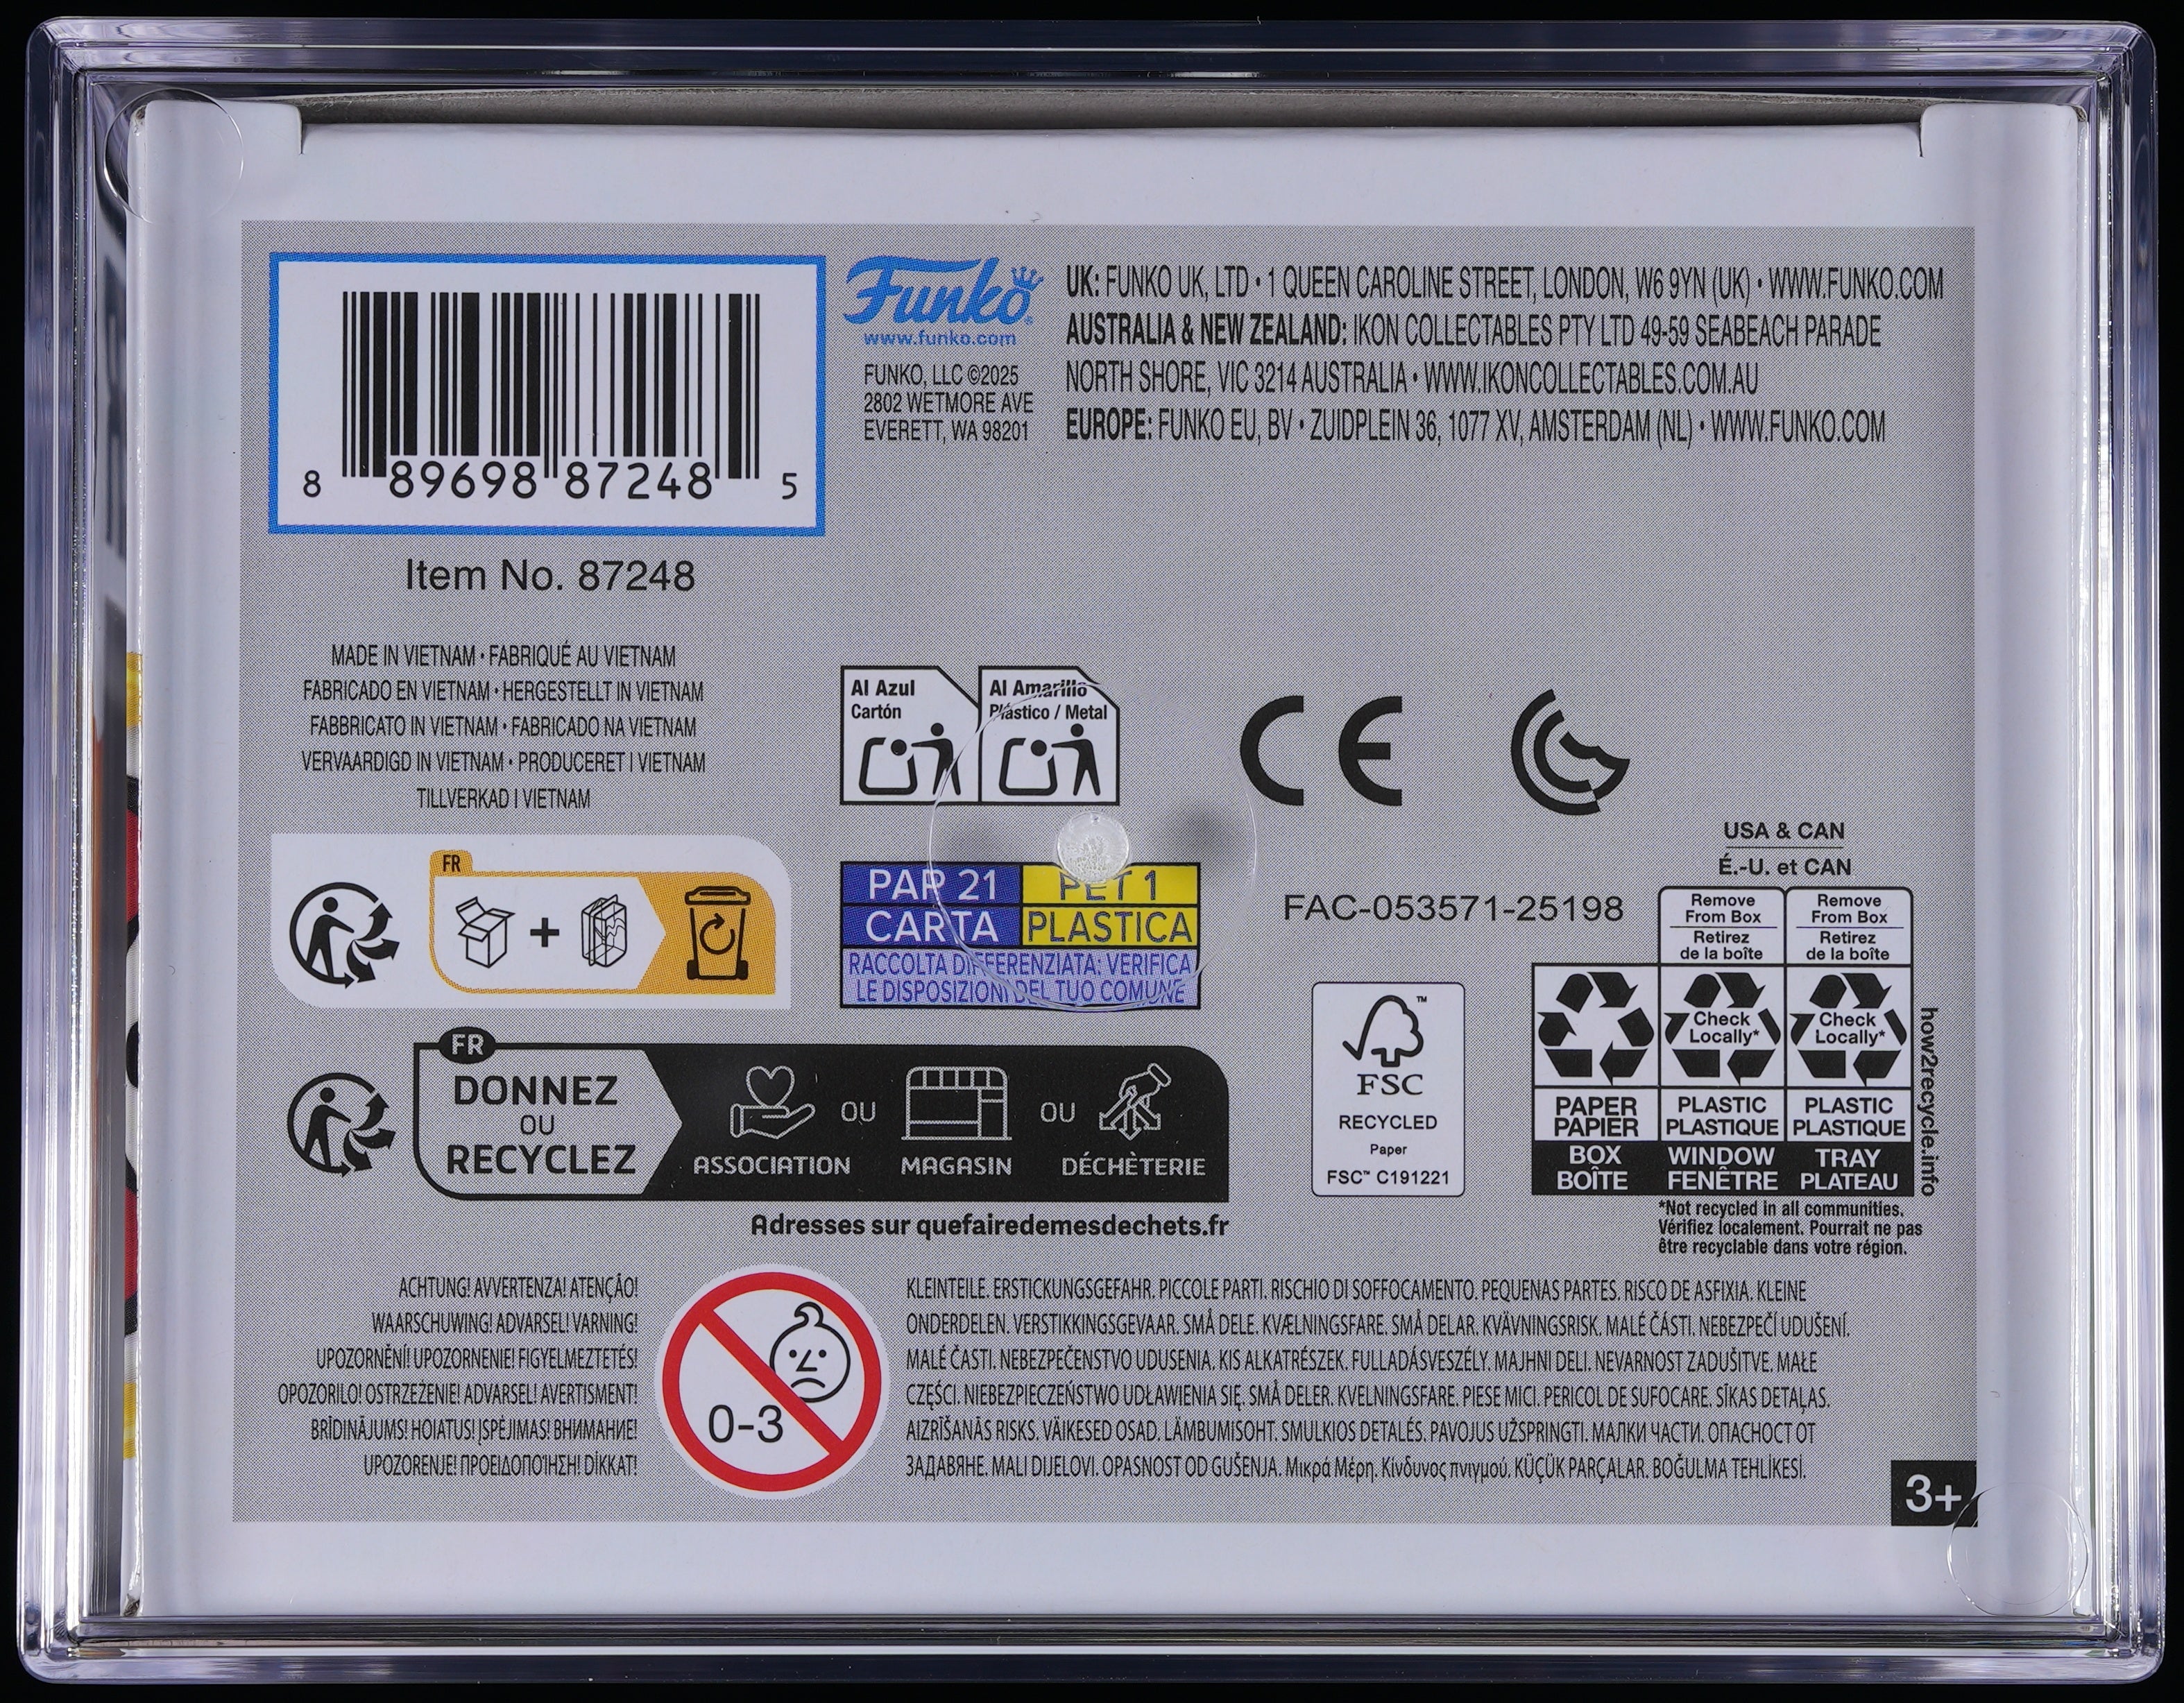 8 89698 87248 5
Item No. 87248
Funko
www.funko.com
FUNKO, LLC ©2025
2802 WETMORE AVE
EVERETT, WA 98201
UK: FUNKO UK, LTD • 1 QUEEN CAROLINE STREET, LONDON, W6 9YN (UK) • WWW.FUNKO.COM
AUSTRALIA & NEW ZEALAND: IKON COLLECTABLES PTY LTD 49-59 SEABEACH PARADE
NORTH SHORE, VIC 3214 AUSTRALIA • WWW.IKONCOLLECTABLES.COM.AU
EUROPE: FUNKO EU, BV • ZUIDPLEIN 36, 1077 XV, AMSTERDAM (NL) • WWW.FUNKO.COM
MADE IN VIETNAM • FABRIQUÉ AU VIETNAM
FABRICADO EN VIETNAM • HERGESTELLT IN VIETNAM
FABBRICATO IN VIETNAM • FABRICADO NA VIETNAM
VERVAARDIGD IN VIETNAM • PRODUCERET I VIETNAM
TILLVERKAD I VIETNAM
Al Azul
Cartón
Al Amarillo
Plástico / Metal
CE
FR
PAP 21
CARTA
PET 1
PLASTICA
RACCOLTA DIFFERENZIATA: VERIFICA
LE DISPOSIZIONI DEL TUO COMUNE
FAC-053571-25198
USA & CAN
É.-U. et CAN
Remove
From Box
Retirez
de la boîte
Remove
From Box
Retirez
de la boîte
Check
Locally*
Check
Locally*
PAPER
PAPIER
PLASTIC
PLASTIQUE
PLASTIC
PLASTIQUE
BOX
BOÎTE
WINDOW
FENÊTRE
TRAY
PLATEAU
how2recycle.info
*Not recycled in all communities.
Vérifiez localement. Pourrait ne pas
être recyclable dans votre région.
FSC™
RECYCLED
Paper
FSC™ C191221
FR
DONNEZ
OU
RECYCLEZ
ASSOCIATION
OU
MAGASIN
OU
DÉCHÈTERIE
Adresses sur quefairedemesdechets.fr
ACHTUNG! AVVERTENZA! ATENÇÃO!
WAARSCHUWING! ADVARSEL! VARNING!
UPOZORNĚNÍ! UPOZORNENIE! FIGYELMEZTETÉS!
OPOZORILO! OSTRZEŻENIE! ADVARSEL! AVERTISMENT!
BRĪDINĀJUMS! HOIATUS! ĮSPĖJIMAS! ВНИМАНИЕ!
UPOZORENJE! ΠΡΟΕΙΔΟΠΟΊΗΣΗ! DİKKAT!
0-3
KLEINTEILE. ERSTICKUNGSGEFAHR. PICCOLE PARTI. RISCHIO DI SOFFOCAMENTO. PEQUENAS PARTES. RISCO DE ASFIXIA. KLEINE
ONDERDELEN. VERSTIKKINGSGEVAAR. SMÅ DELE. KVÆLNINGSFARE. SMÅ DELAR. KVÄVNINGSRISK. MALÉ ČÁSTI. NEBEZPEČÍ UDUŠENÍ.
MALÉ ČASTI. NEBEZPEČENSTVO UDUSENIA. KIS ALKATRÉSZEK. FULLADÁSVESZÉLY. MAJHNI DELI. NEVARNOST ZADUŠITVE. MAŁE
CZĘŚCI. NIEBEZPIECZEŃSTWO UDŁAWIENIA SIĘ. SMÅ DELER. KVELNINGSFARE. PIESE MICI. PERICOL DE SUFOCARE. SĪKAS DETAĻAS.
AIZRĪŠANĀS RISKS. VÄIKESED OSAD. LÄMBUMISOHT. SMULKIOS DETALĖS. PAVOJUS UŽSPRINGTI. МАЛКИ ЧАСТИ. ОПАСНОСТ ОТ
ЗАДАВЯНЕ. MALI DIJELOVI. OPASNOST OD GUŠENJA. Μικρά Μέρη. Κίνδυνος πνιγμού. KÜÇÜK PARÇALAR. BOĞULMA TEHLİKESİ.
3+